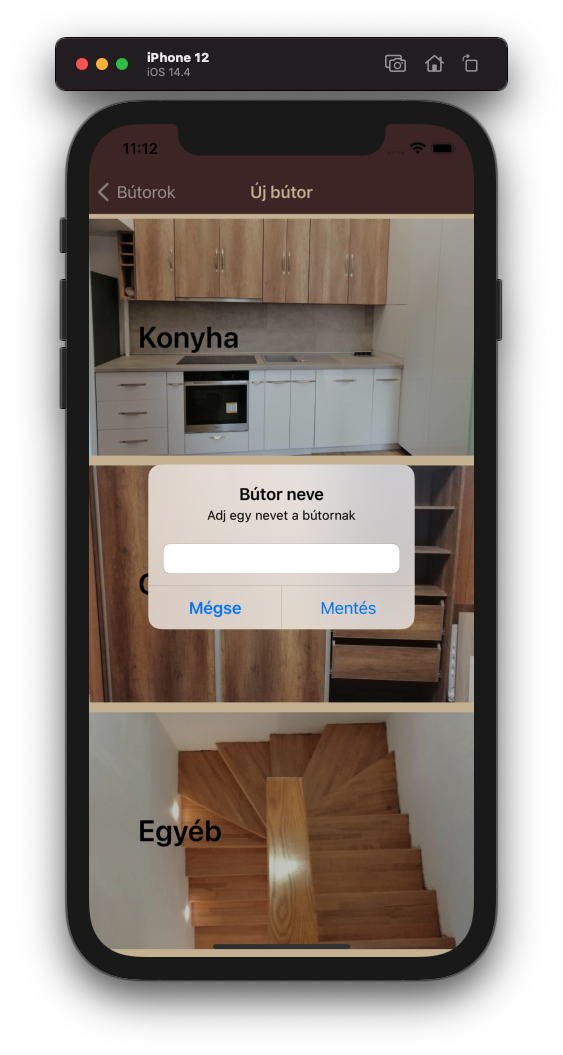 iPhone 12
iOS 14.4
11:12
Bútorok
Új bútor
Konyha
Bútor neve
Adj egy nevet a bútornak
Mégse
Mentés
Egyéb